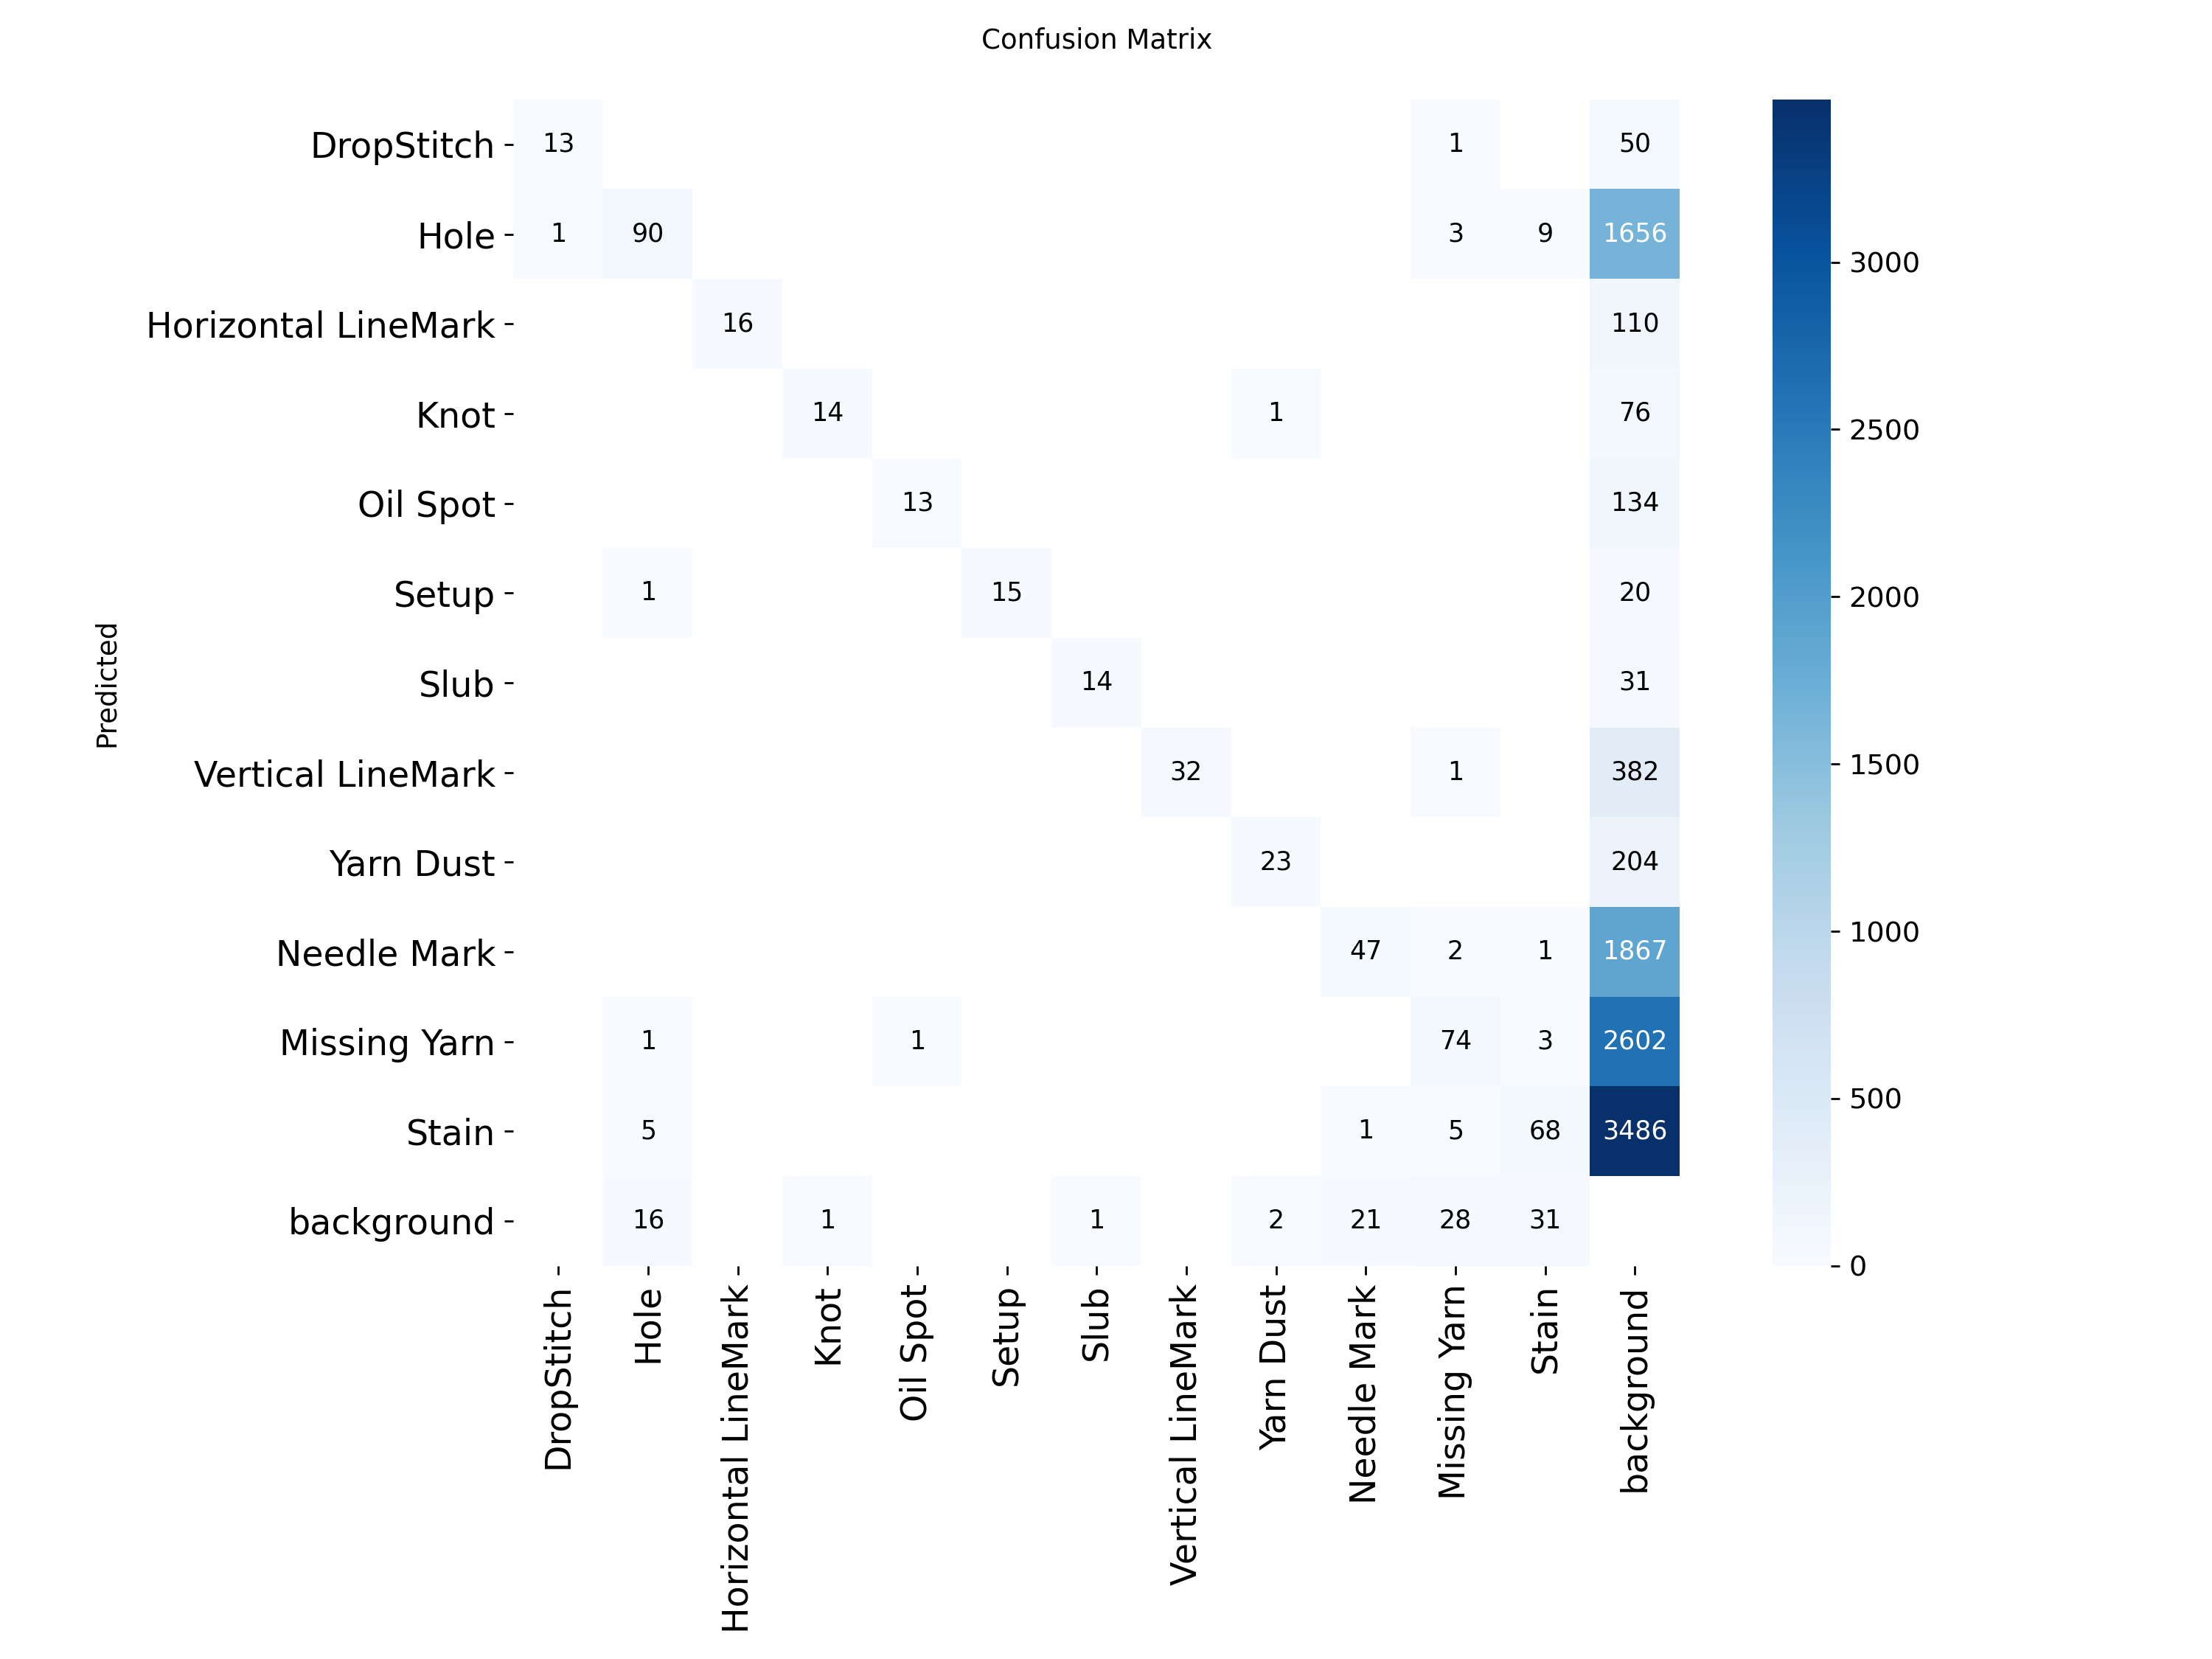 Confusion Matrix
DropStitch 13 1 50
Hole 1 90 3 9 1656
Horizontal LineMark 16 110
Knot 14 1 76
Oil Spot 13 134
Setup 1 15 20
Slub 14 31
Vertical LineMark 32 1 382
Yarn Dust 23 204
Needle Mark 47 2 1 1867
Missing Yarn 1 1 74 3 2602
Stain 5 1 5 68 3486
background 16 1 1 2 21 28 31
Predicted
DropStitch
Hole
Horizontal LineMark
Knot
Oil Spot
Setup
Slub
Vertical LineMark
Yarn Dust
Needle Mark
Missing Yarn
Stain
background
3000
2500
2000
1500
1000
500
0